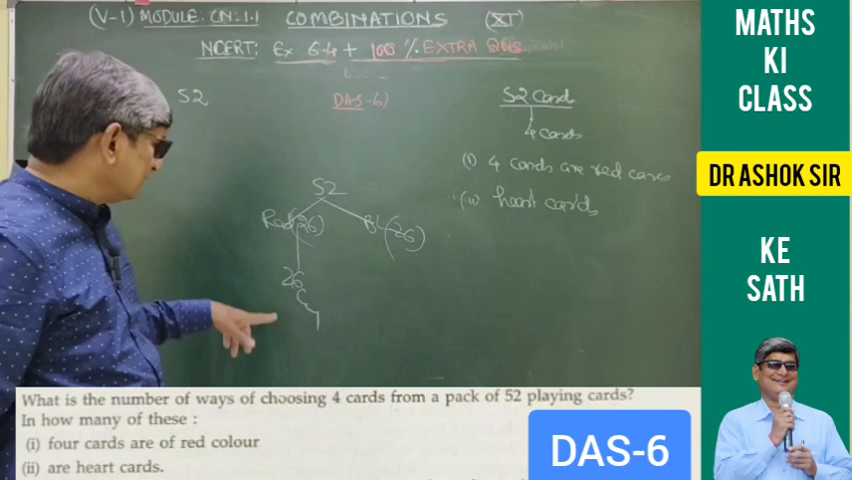 (V-1) MODULE: CN: 1.1 COMBINATIONS (XI)
NCERT: Ex 6.4 + 100 % EXTRA QNS
52
DAS-6)
52 Card
4 cards
(i) 4 cards are red cases
(ii) heart cards
52
Red (26) Bl (26)
26
C4
What is the number of ways of choosing 4 cards from a pack of 52 playing cards?
In how many of these :
(i) four cards are of red colour
(ii) are heart cards.
DAS-6
MATHS
KI
CLASS
DR ASHOK SIR
KE
SATH